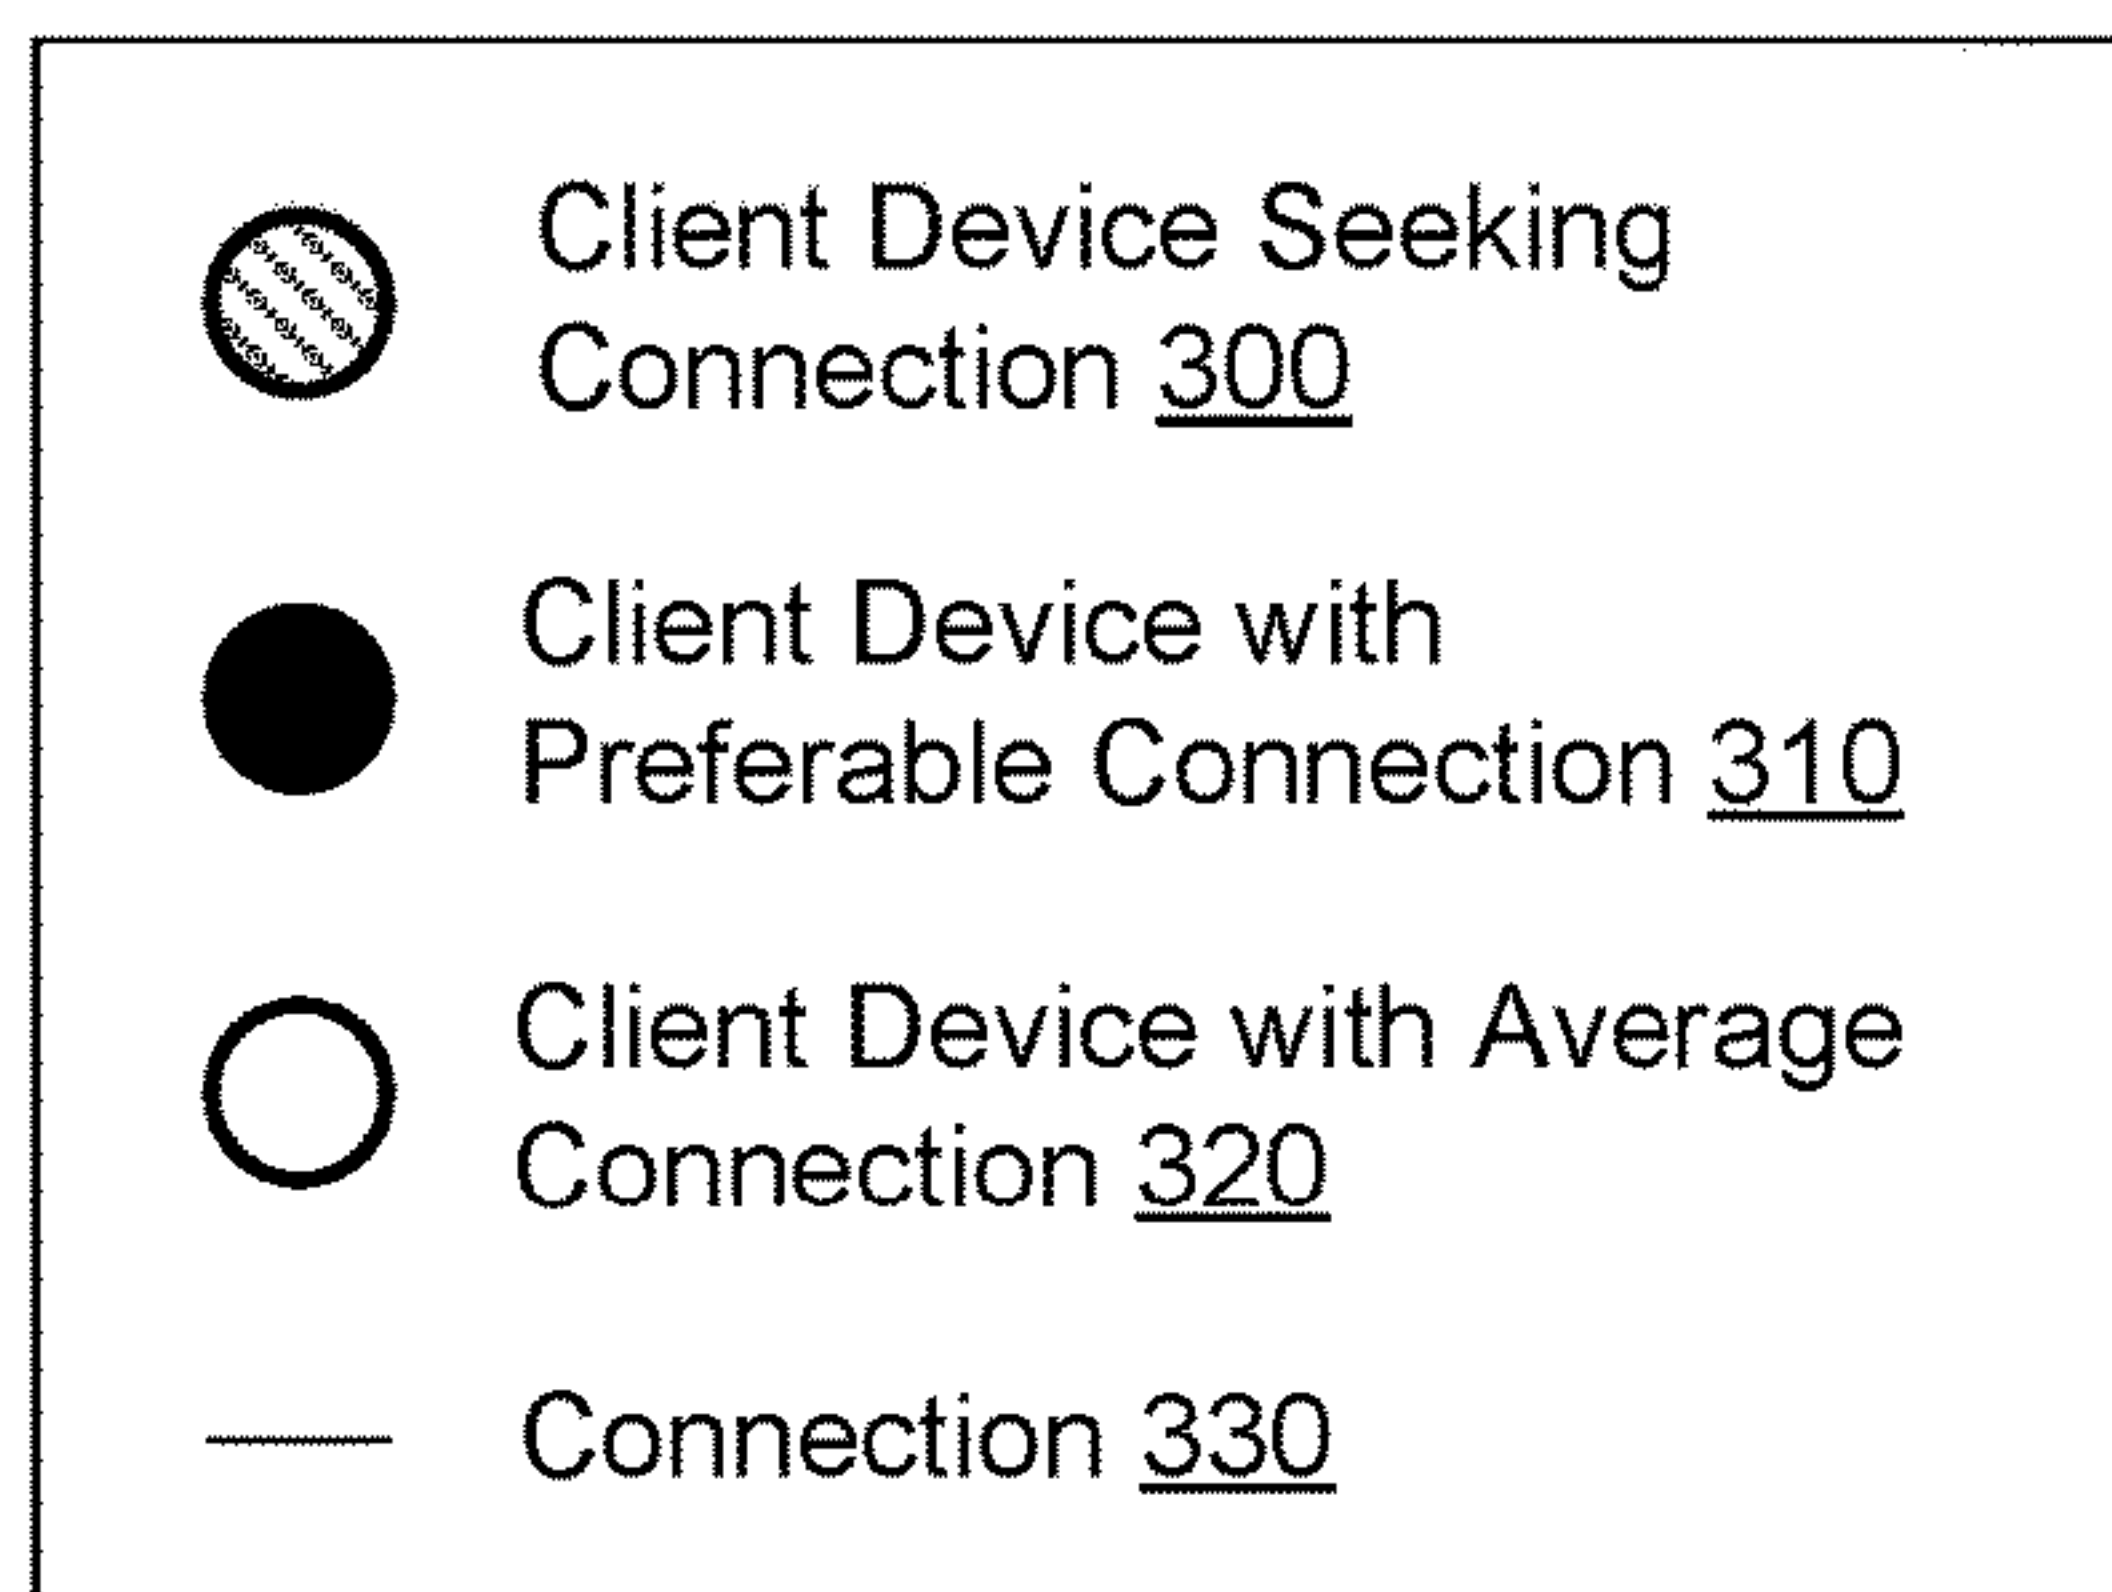 Client Device Seeking
Connection 300
Client Device with
Preferable Connection 310
Client Device with Average
Connection 320
Connection 330